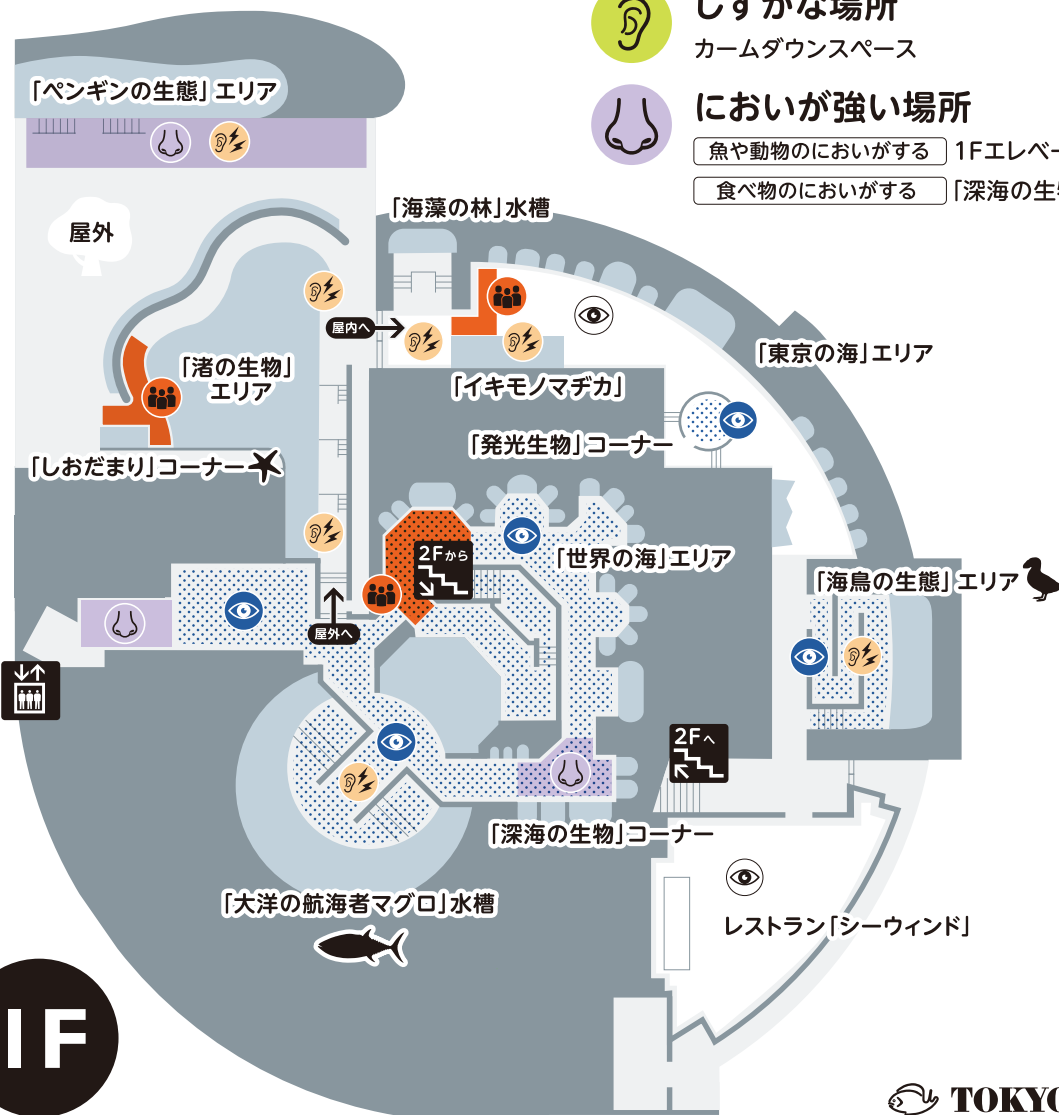 しずかな場所
カームダウンスペース
においが強い場所
魚や動物のにおいがする 1Fエレベー
食べ物のにおいがする 「深海の生物
「ペンギンの生態」エリア
屋外
「海藻の林」水槽
屋内へ
「東京の海」エリア
「渚の生物」
エリア
「イキモノマヂカ」
「発光生物」コーナー
「しおだまり」コーナー
2Fから
「世界の海」エリア
「海鳥の生態」エリア
屋外へ
2Fへ
「深海の生物」コーナー
「大洋の航海者マグロ」水槽
レストラン「シーウィンド」
1F
TOKYO